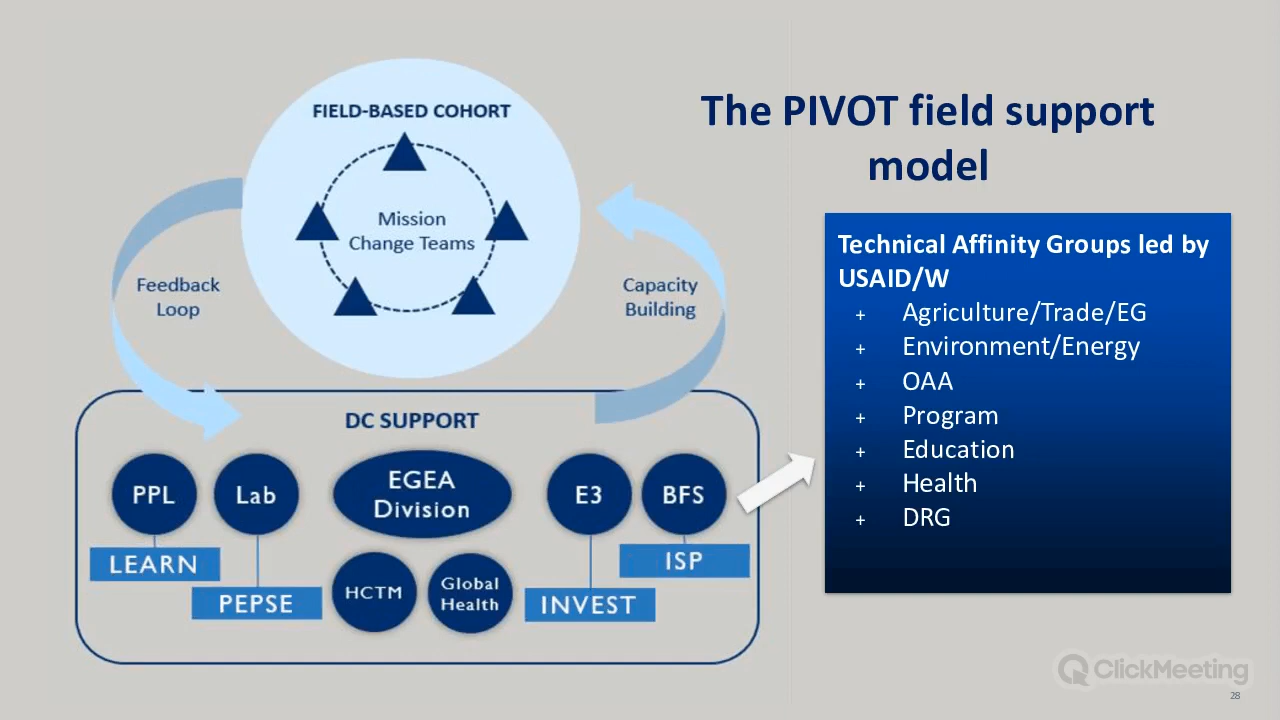 The PIVOT field support
model
FIELD-BASED COHORT
Mission
Change Teams
Feedback
Loop
Capacity
Building
DC SUPPORT
PPL
Lab
EGEA
Division
E3
BFS
LEARN
PEPSE
HCTM
Global
Health
INVEST
ISP
Technical Affinity Groups led by
USAID/W
+ Agriculture/Trade/EG
+ Environment/Energy
+ OAA
+ Program
+ Education
+ Health
+ DRG
ClickMeeting
28